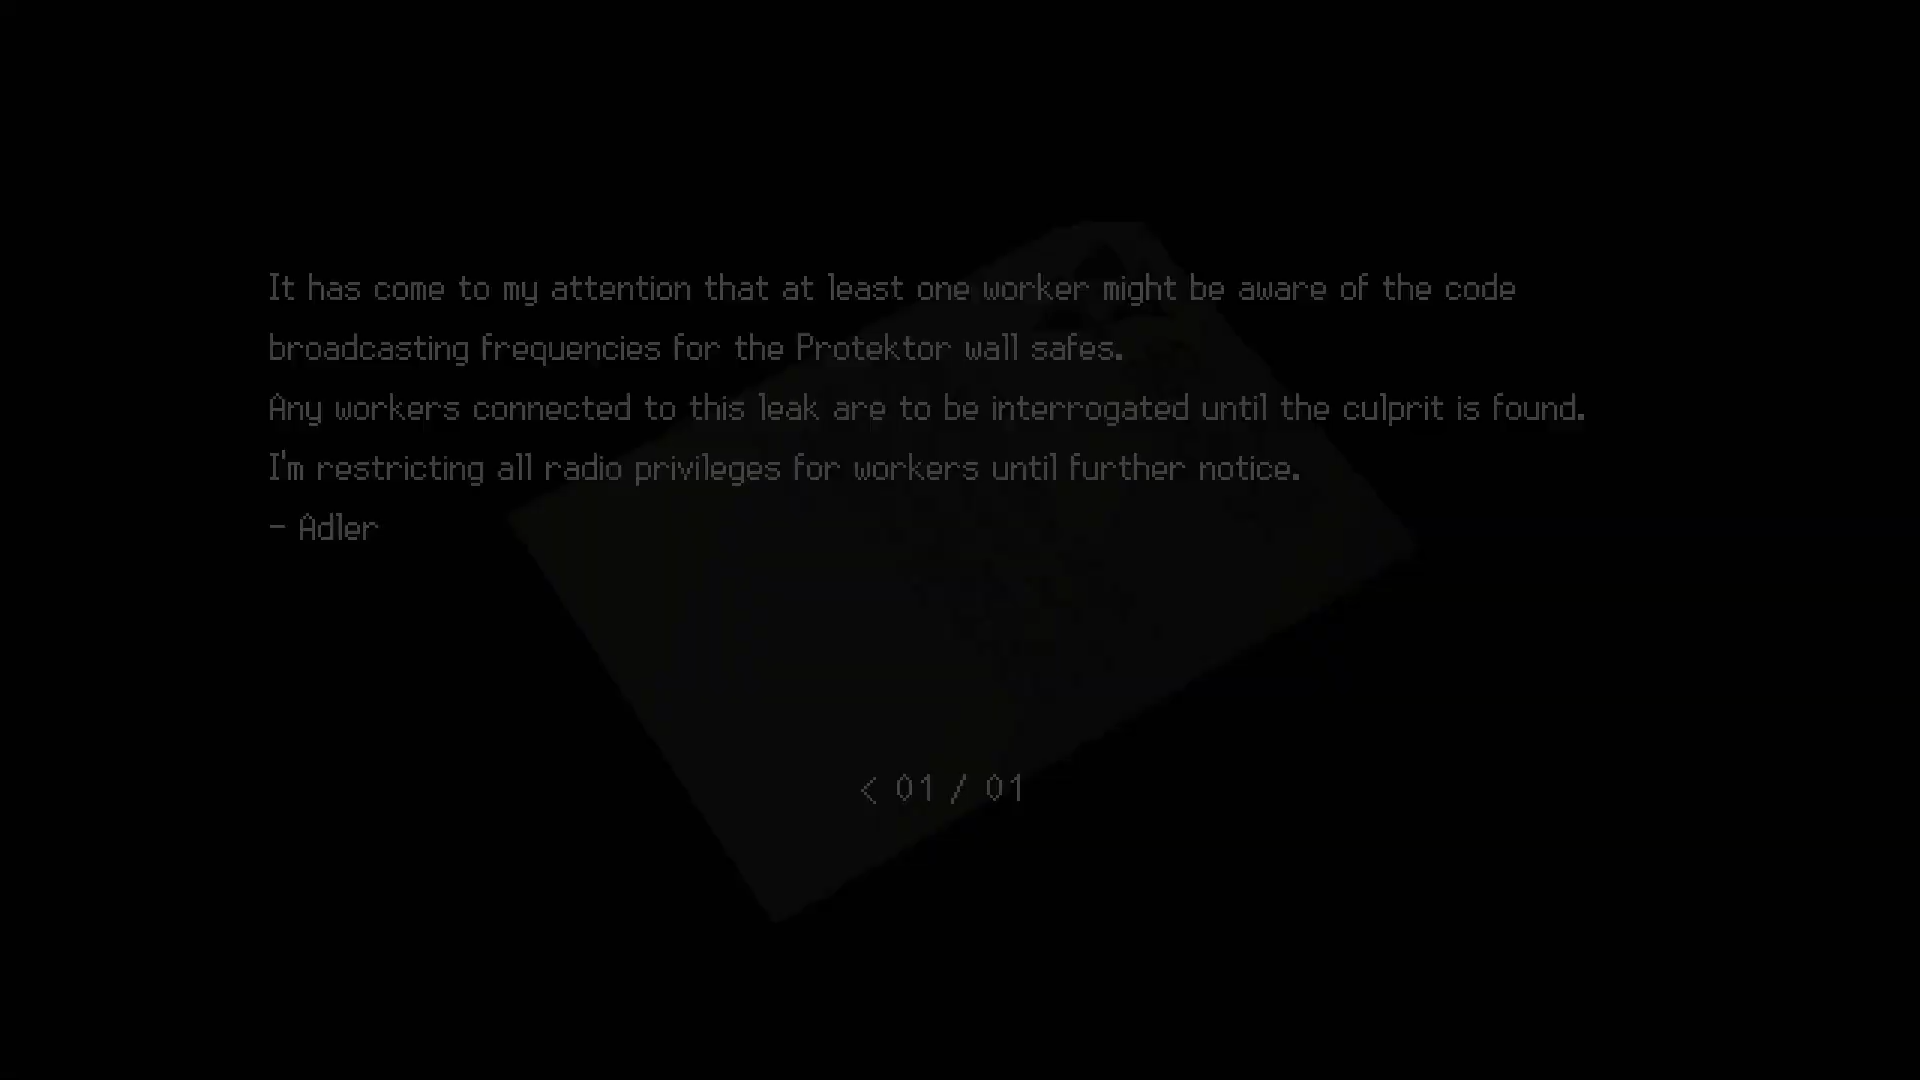 It has come to my attention that at least one worker might be aware of the code
broadcasting frequencies for the Protektor wall safes.
Any workers connected to this leak are to be interrogated until the culprit is found.
I'm restricting all radio privileges for workers until further notice.
- Adler
< 01 / 01